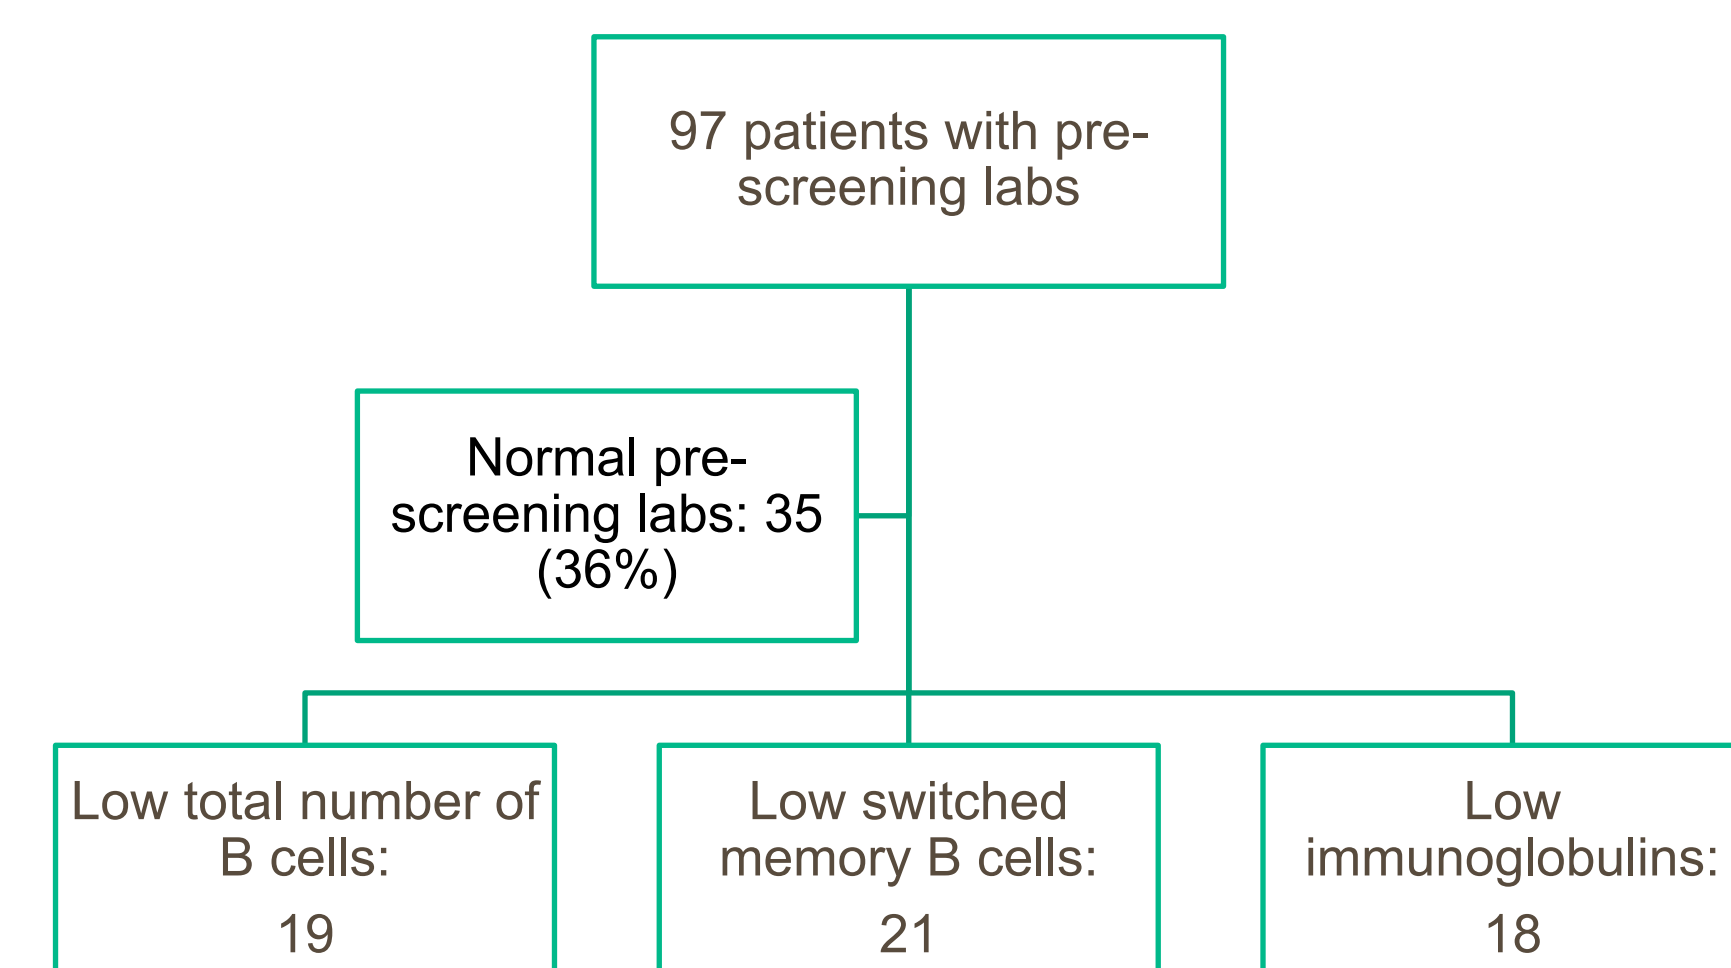 97 patients with pre-
screening labs
Normal pre-
screening labs: 35
(36%)
Low total number of
B cells:
19
Low switched
memory B cells:
21
Low
immunoglobulins:
18